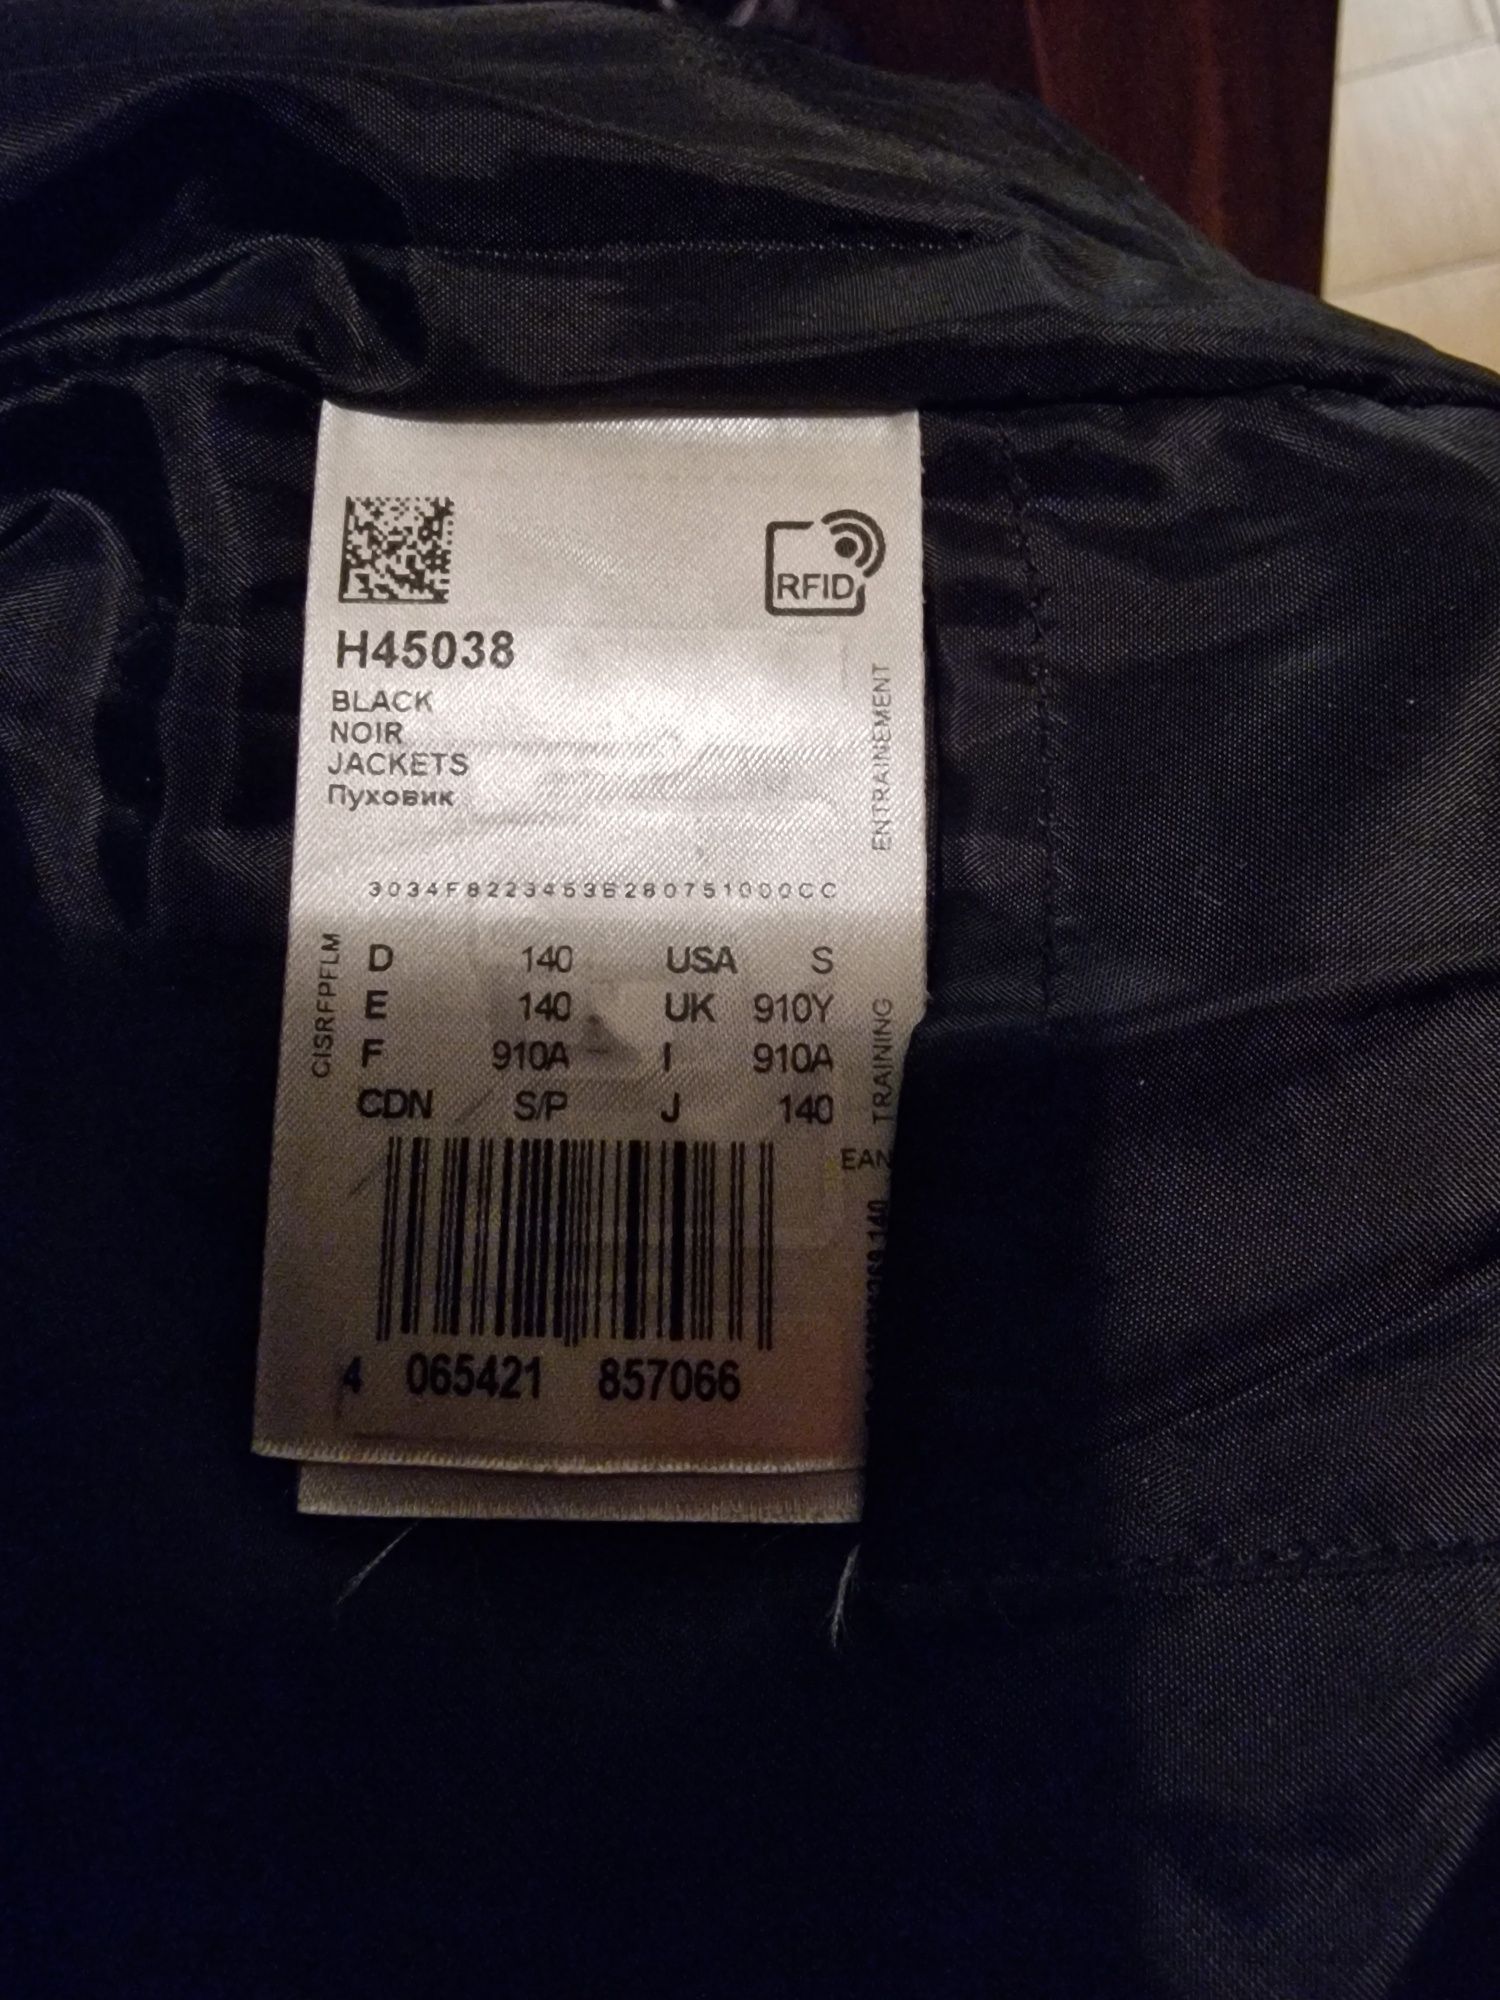 RFID
H45038
BLACK
NOIR
JACKETS
Пуховик
ENTRAINEMENT
3034F8223453B280751000CC
CISRFPFLM
D 140 USA S
E 140 UK 910Y
F 910A I 910A
CDN S/P J 140
TRAINING
EAN
4 065421 857066